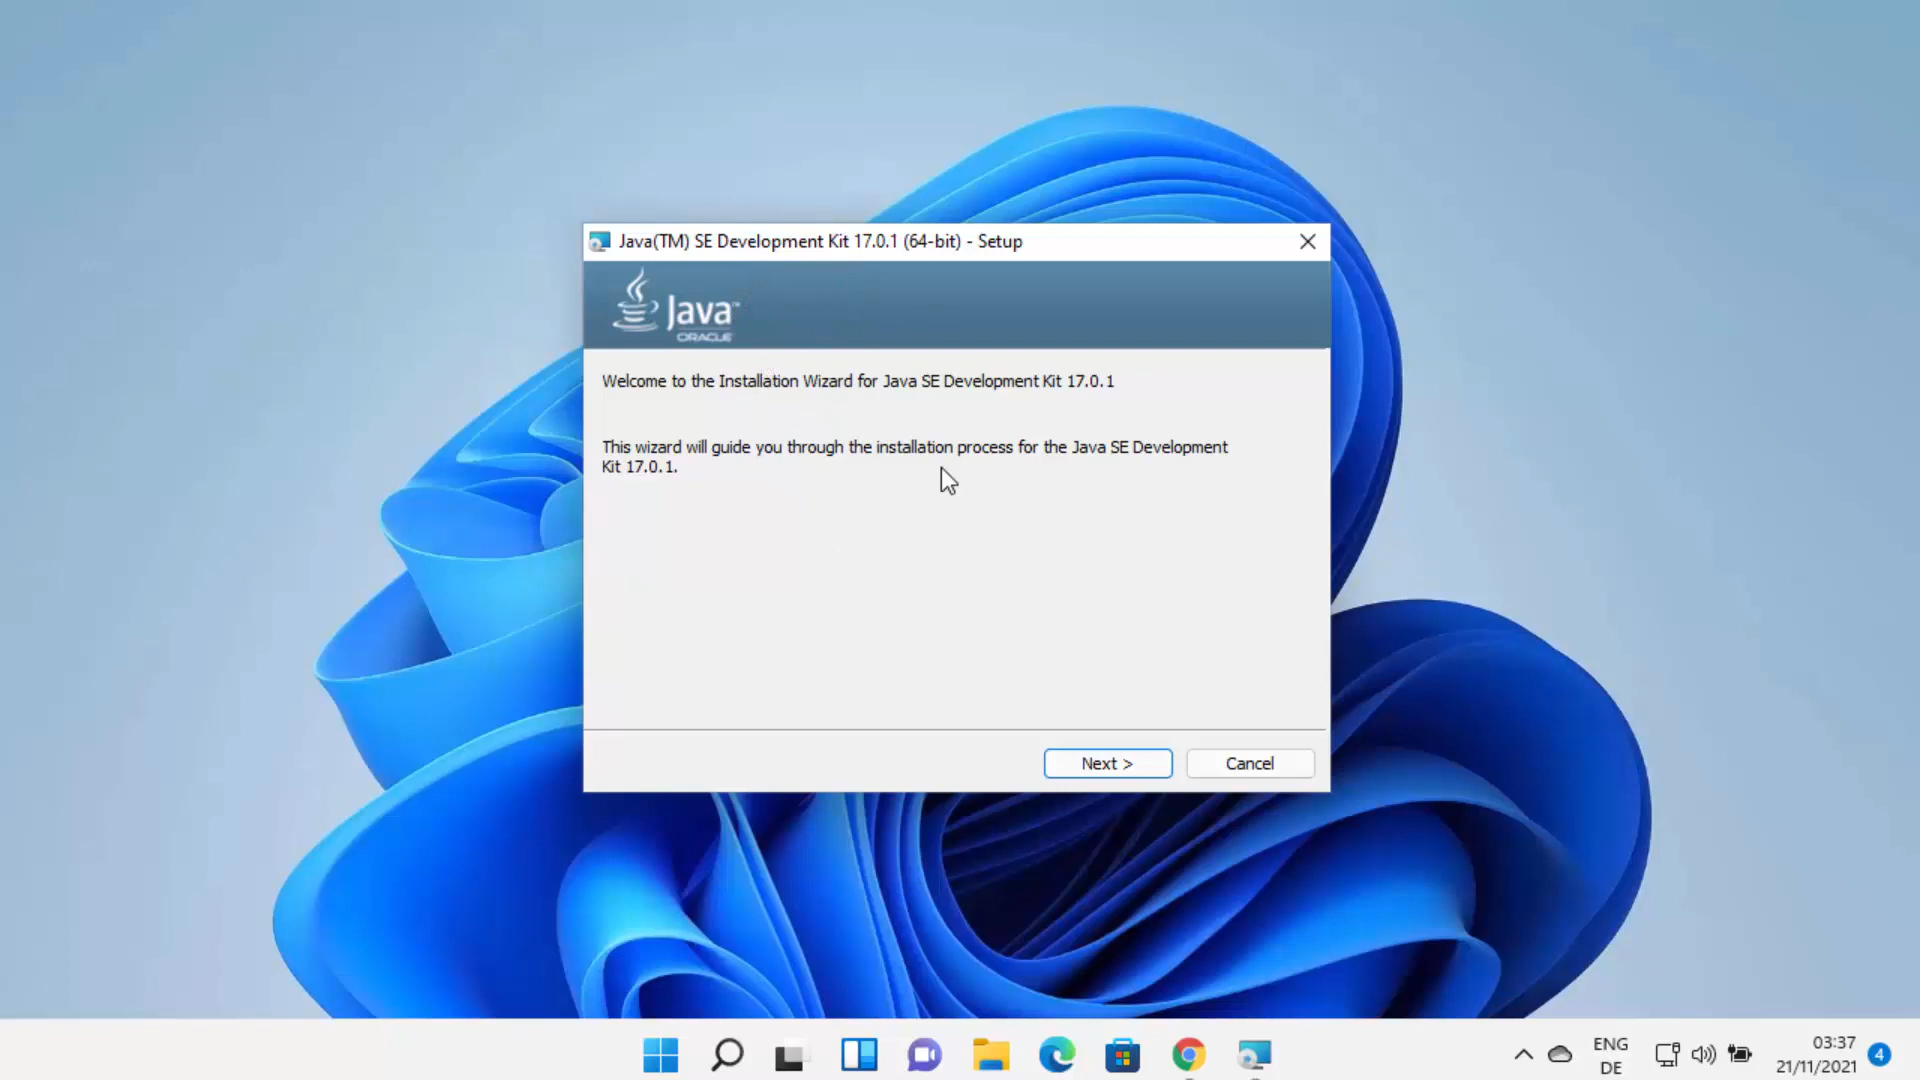 Java(TM) SE Development Kit 17.0.1 (64-bit) - Setup
Java™
ORACLE
Welcome to the Installation Wizard for Java SE Development Kit 17.0.1
This wizard will guide you through the installation process for the Java SE Development
Kit 17.0.1.
Next >
Cancel
ENG
DE
03:37
21/11/2021
4